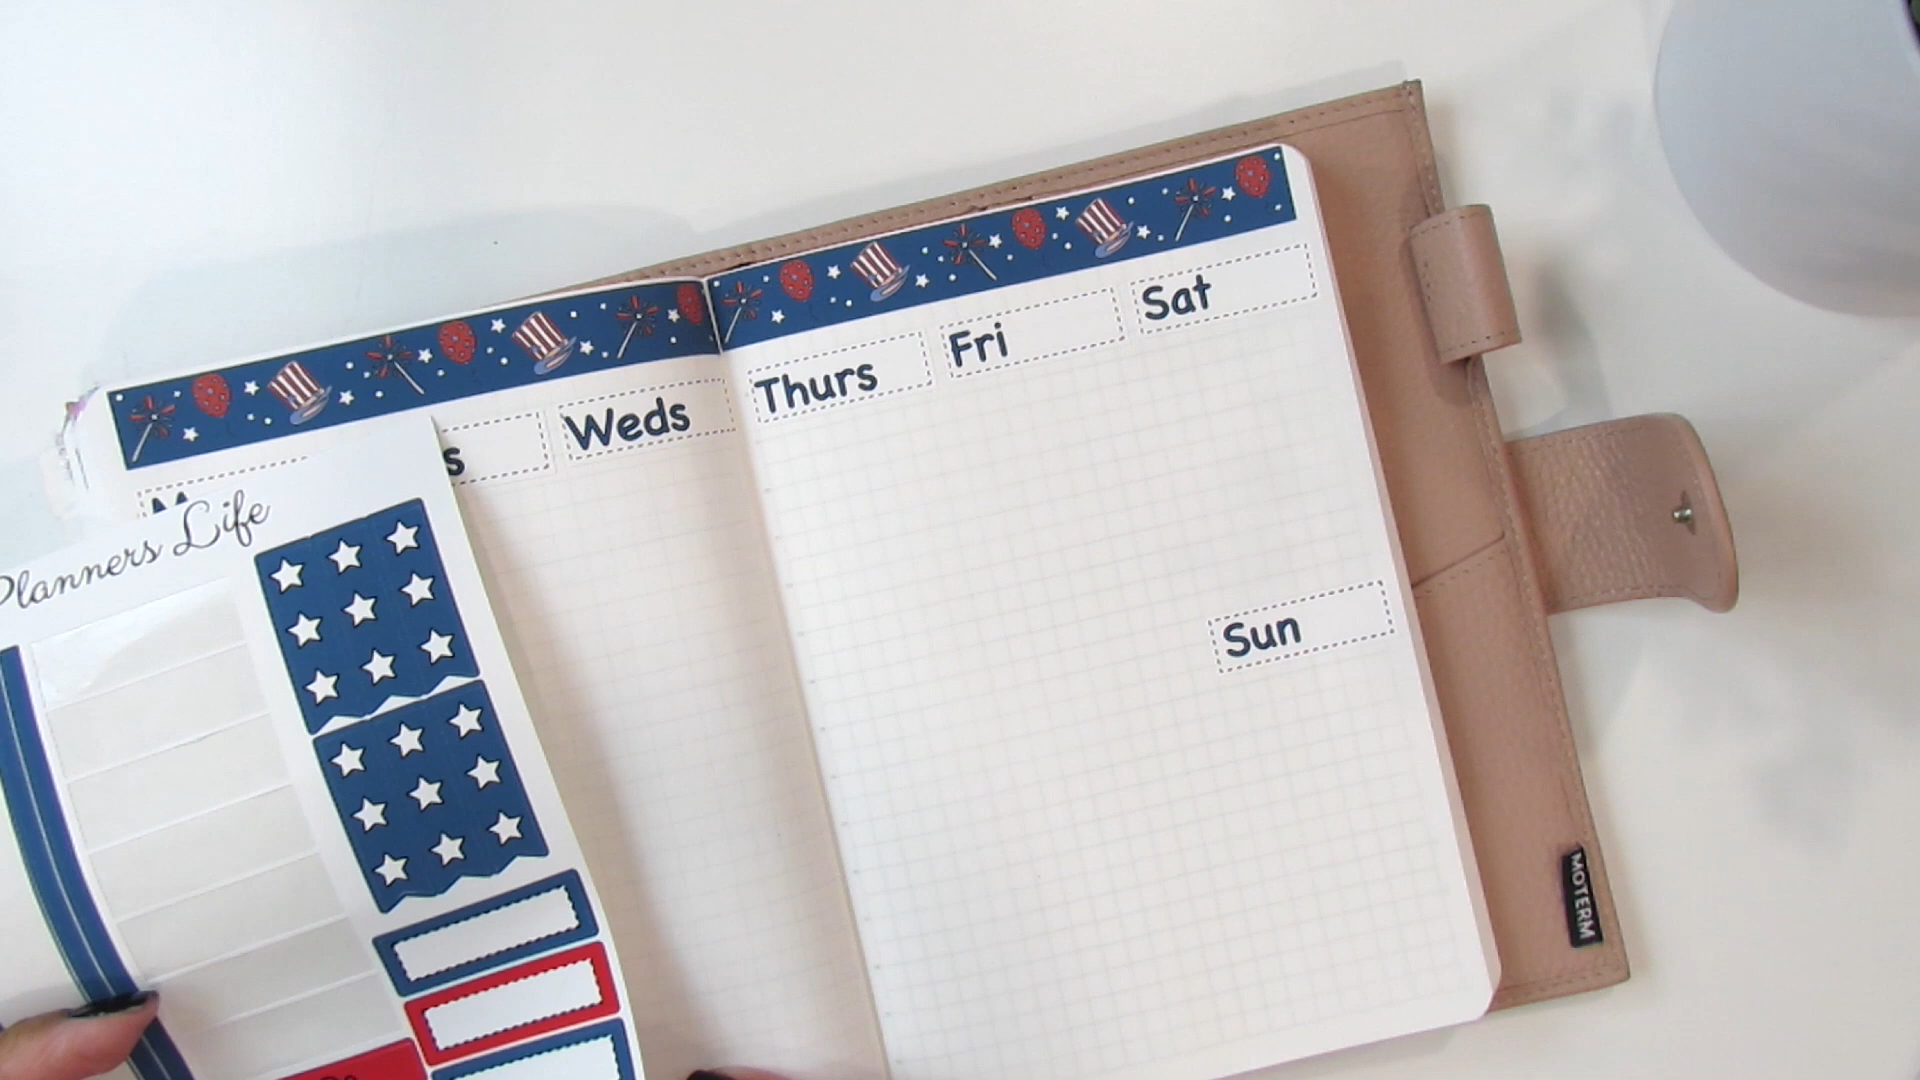 Sat
Fri
Thurs
Weds
s
Planners Life
Sun
MOTERM